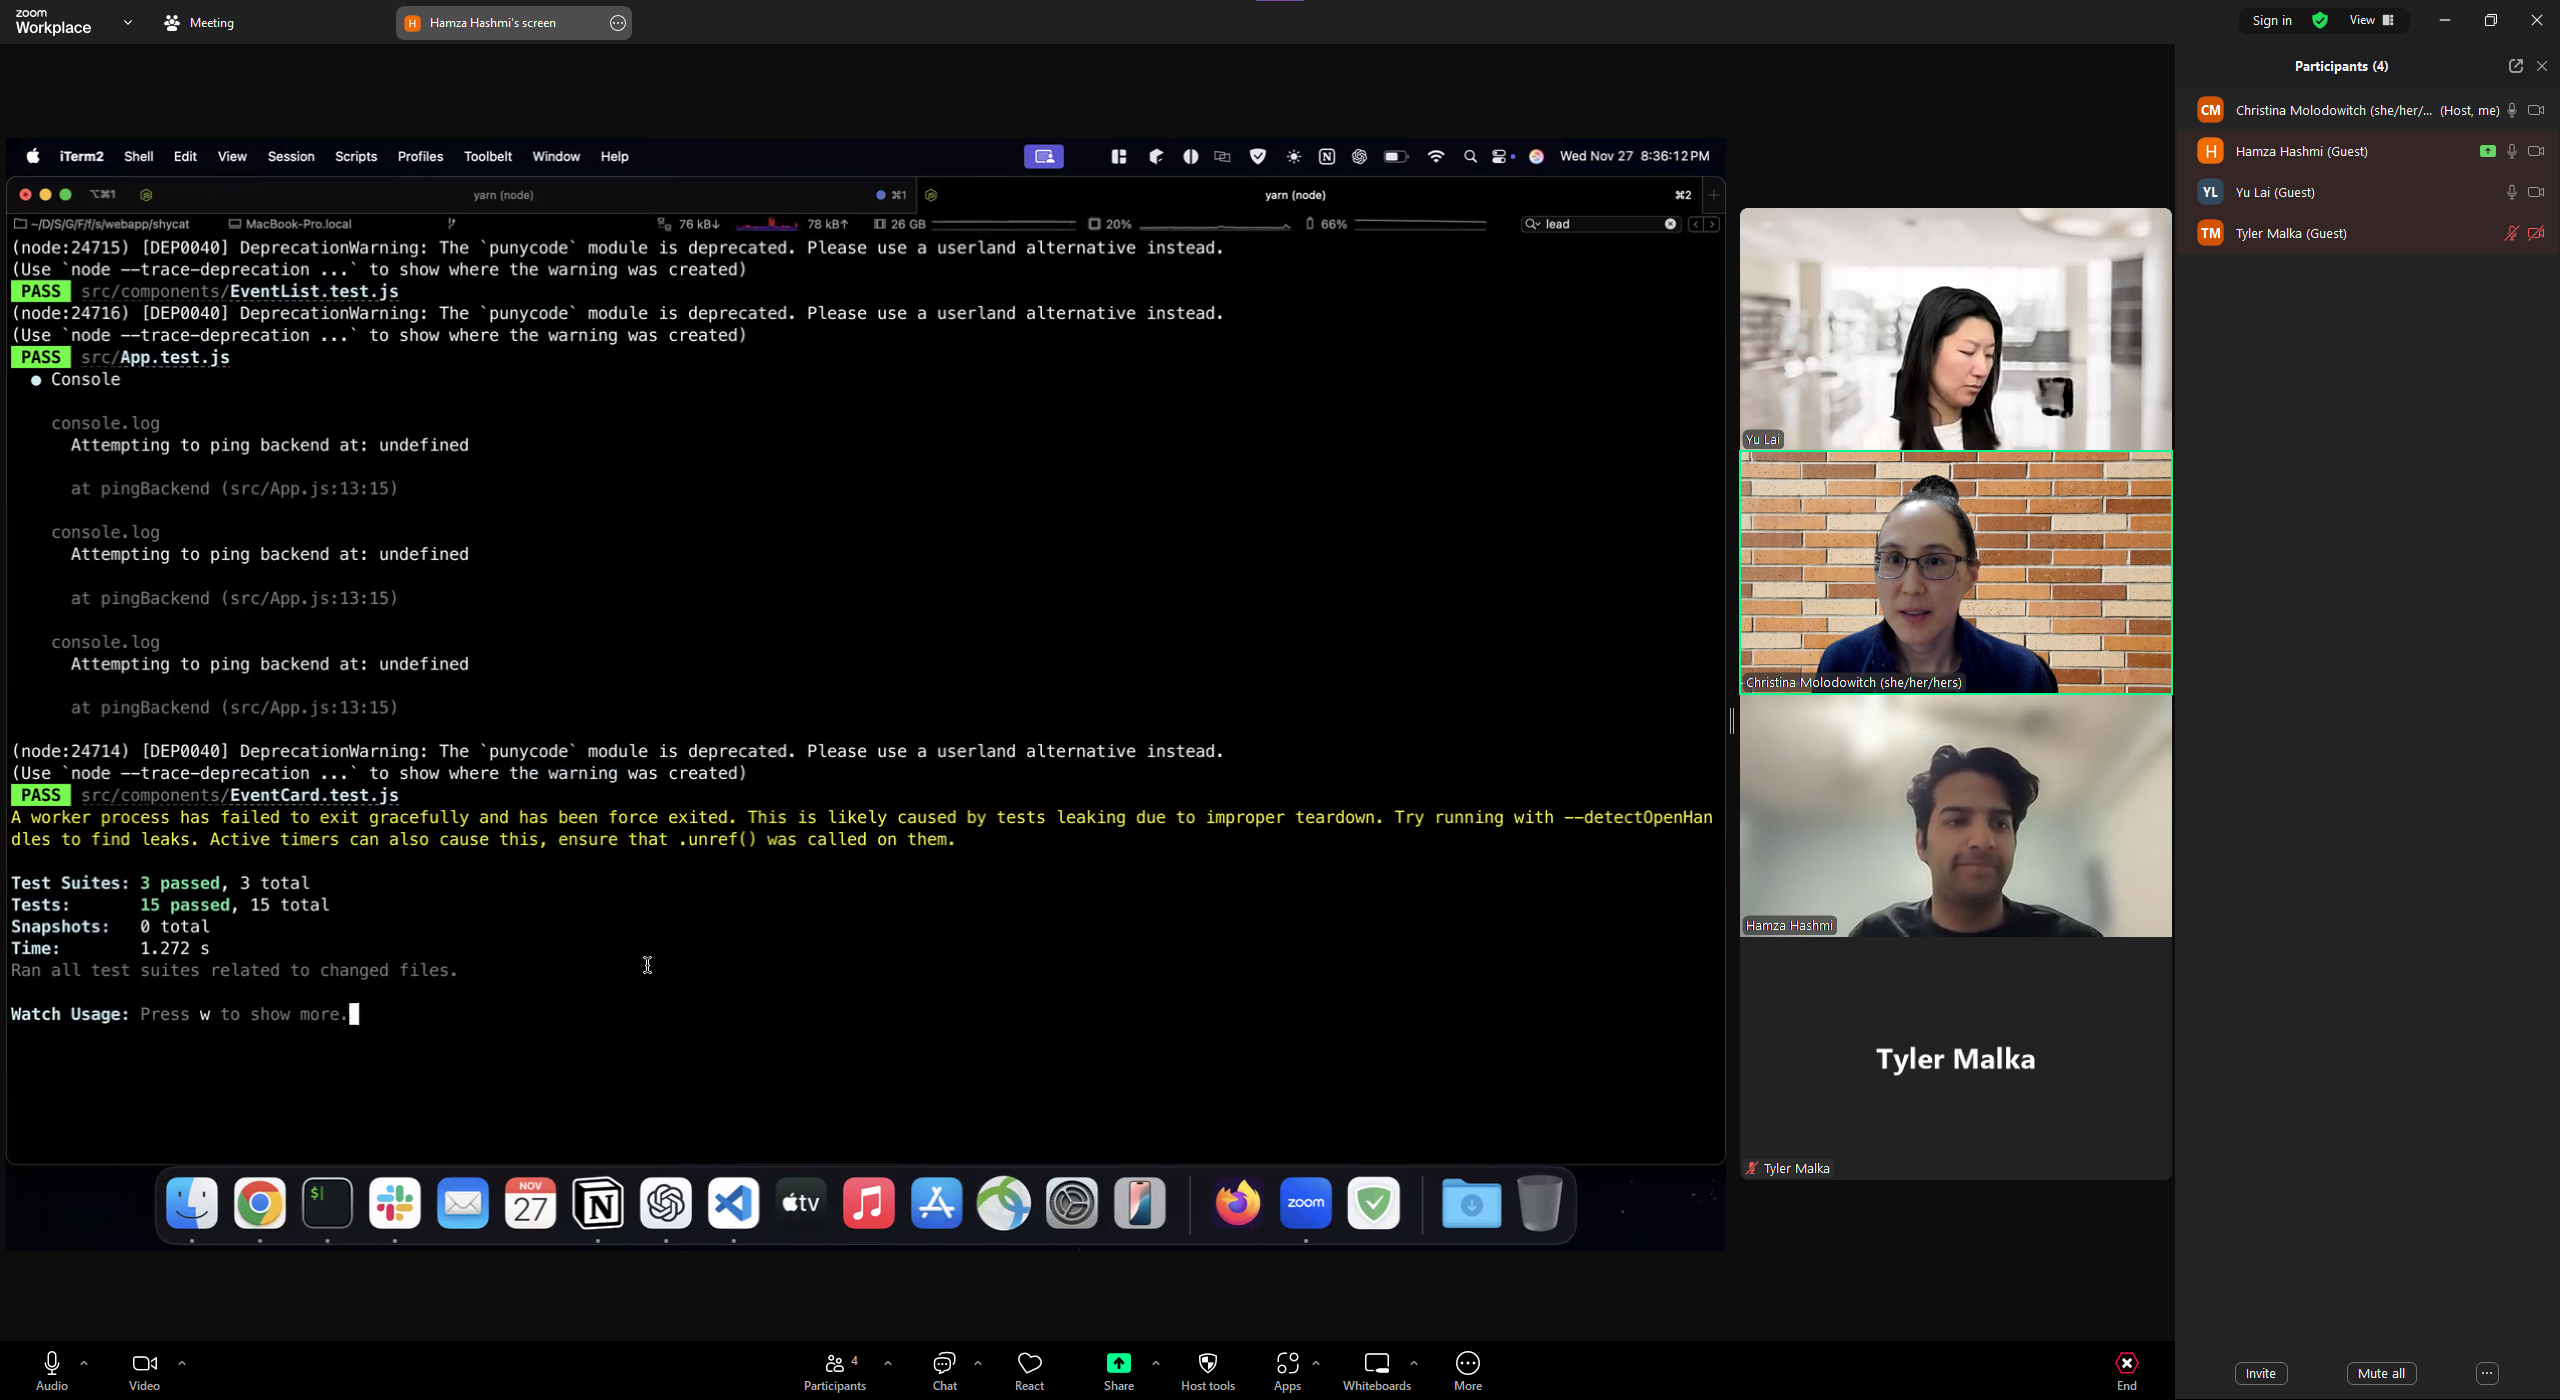 zoom
Workplace
Meeting
H Hamza Hashmi's screen
Sign in
View
Participants (4)
CM Christina Molodowitch (she/her/... (Host, me)
H Hamza Hashmi (Guest)
YL Yu Lai (Guest)
TM Tyler Malka (Guest)
iTerm2 Shell Edit View Session Scripts Profiles Toolbelt Window Help
Wed Nov 27 8:36:12 PM
⌥⌘1 yarn (node) ⌘1 yarn (node) ⌘2
~/D/S/G/F/f/s/webapp/shycat MacBook-Pro.local 76 kB↓ 78 kB↑ 26 GB 20% 66% lead
(node:24715) [DEP0040] DeprecationWarning: The `punycode` module is deprecated. Please use a userland alternative instead.
(Use `node --trace-deprecation ...` to show where the warning was created)
PASS src/components/EventList.test.js
(node:24716) [DEP0040] DeprecationWarning: The `punycode` module is deprecated. Please use a userland alternative instead.
(Use `node --trace-deprecation ...` to show where the warning was created)
PASS src/App.test.js
● Console
console.log
Attempting to ping backend at: undefined
at pingBackend (src/App.js:13:15)
console.log
Attempting to ping backend at: undefined
at pingBackend (src/App.js:13:15)
console.log
Attempting to ping backend at: undefined
at pingBackend (src/App.js:13:15)
(node:24714) [DEP0040] DeprecationWarning: The `punycode` module is deprecated. Please use a userland alternative instead.
(Use `node --trace-deprecation ...` to show where the warning was created)
PASS src/components/EventCard.test.js
A worker process has failed to exit gracefully and has been force exited. This is likely caused by tests leaking due to improper teardown. Try running with --detectOpenHan
dles to find leaks. Active timers can also cause this, ensure that .unref() was called on them.
Test Suites: 3 passed, 3 total
Tests: 15 passed, 15 total
Snapshots: 0 total
Time: 1.272 s
Ran all test suites related to changed files.
Watch Usage: Press w to show more.
NOV
27
tv
zoom
Yu Lai
Christina Molodowitch (she/her/hers)
Hamza Hashmi
Tyler Malka
Tyler Malka
Audio
Video
4
Participants
Chat
React
Share
Host tools
Apps
Whiteboards
More
End
Invite
Mute all